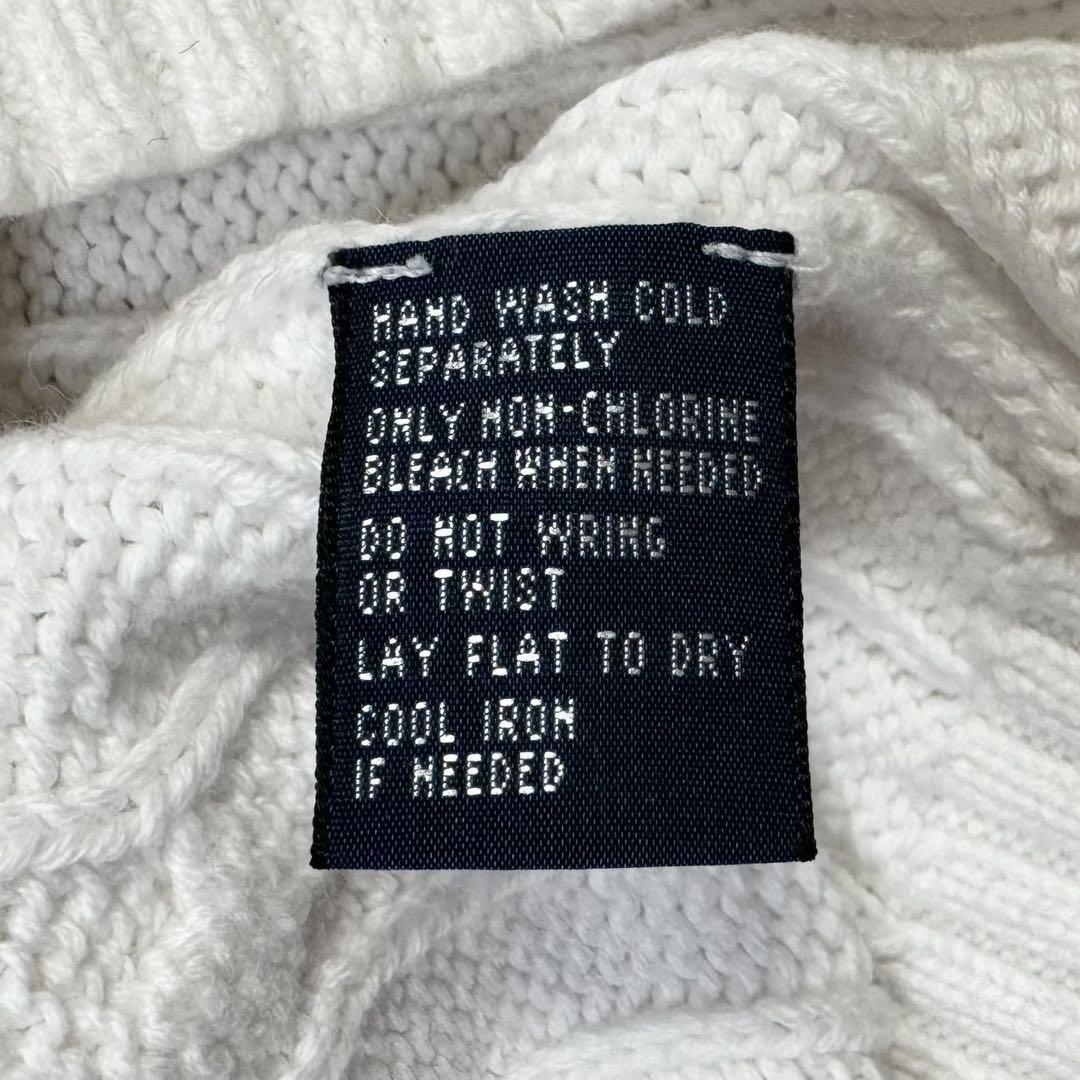 HAND WASH COLD
SEPARATELY
ONLY NON-CHLORINE
BLEACH WHEN NEEDED
DO NOT WRING
OR TWIST
LAY FLAT TO DRY
COOL IRON
IF NEEDED